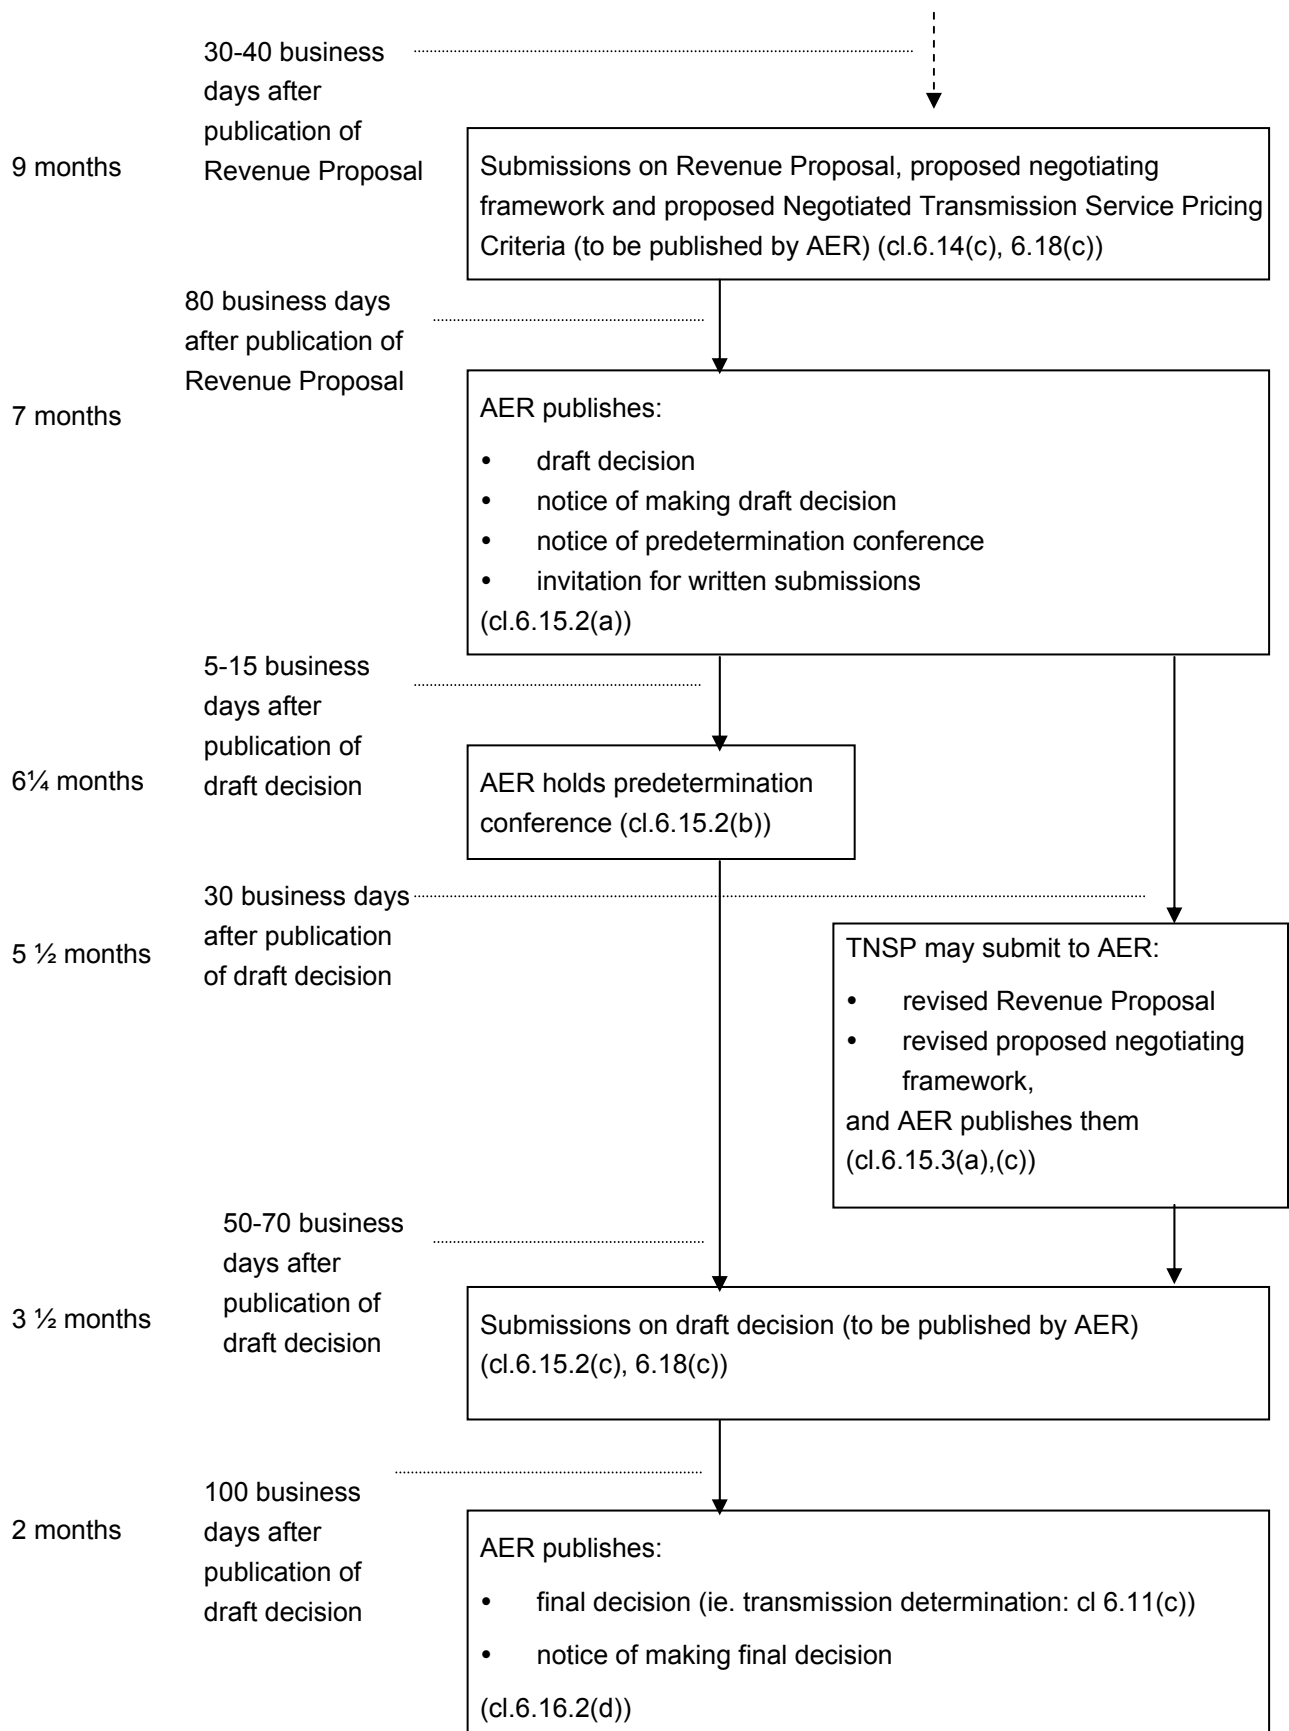 30-40 business
days after
publication of
Revenue Proposal
9 months
Submissions on Revenue Proposal, proposed negotiating
framework and proposed Negotiated Transmission Service Pricing
Criteria (to be published by AER) (cl.6.14(c), 6.18(c))
80 business days
after publication of
Revenue Proposal
7 months
AER publishes:
• draft decision
• notice of making draft decision
• notice of predetermination conference
• invitation for written submissions
(cl.6.15.2(a))
5-15 business
days after
publication of
draft decision
6¼ months
AER holds predetermination
conference (cl.6.15.2(b))
30 business days
after publication
of draft decision
5 ½ months
TNSP may submit to AER:
• revised Revenue Proposal
• revised proposed negotiating
framework,
and AER publishes them
(cl.6.15.3(a),(c))
50-70 business
days after
publication of
draft decision
3 ½ months
Submissions on draft decision (to be published by AER)
(cl.6.15.2(c), 6.18(c))
100 business
days after
publication of
draft decision
2 months
AER publishes:
• final decision (ie. transmission determination: cl 6.11(c))
• notice of making final decision
(cl.6.16.2(d))